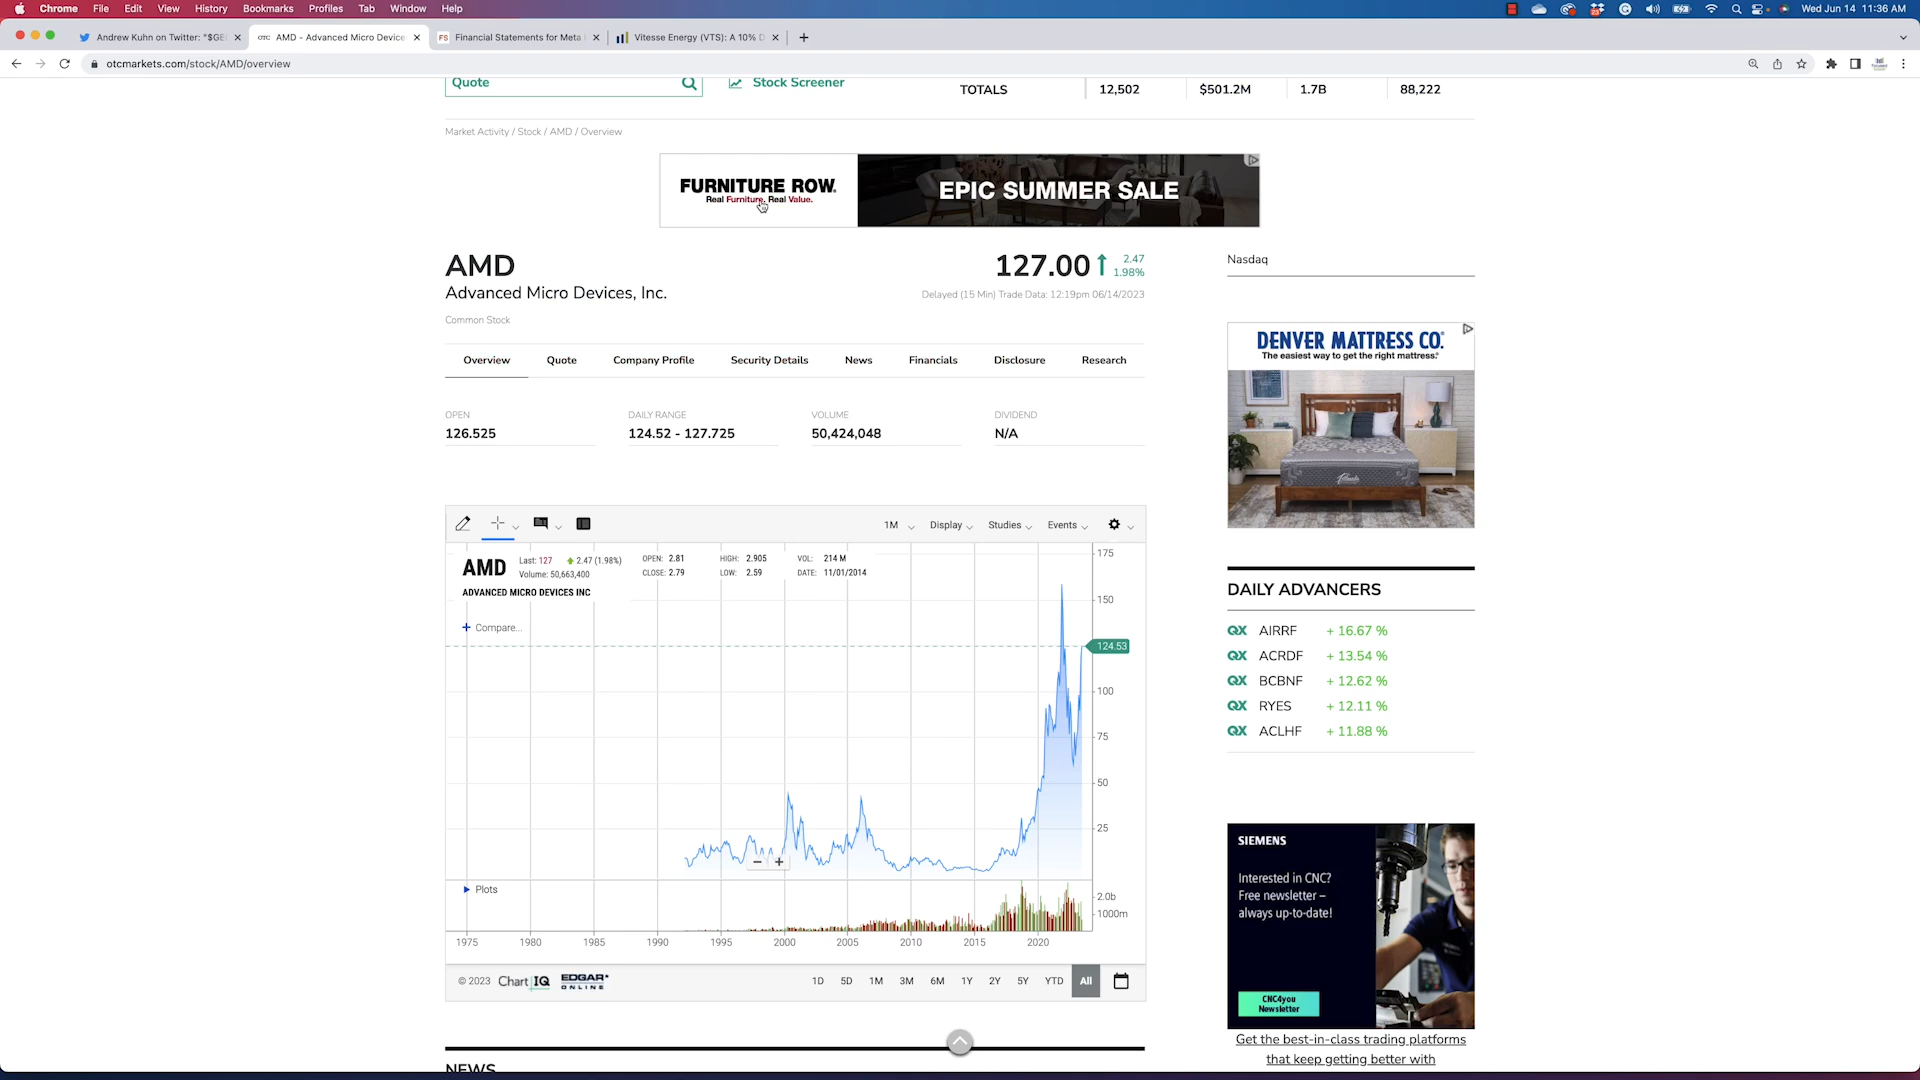 Chrome File Edit View History Bookmarks Profiles Tab Window Help Wed Jun 14 11:36 AM
Andrew Kuhn on Twitter: "$GE
AMD - Advanced Micro Device
Financial Statements for Meta
Vitesse Energy (VTS): A 10% D
otcmarkets.com/stock/AMD/overview
Quote
Stock Screener
TOTALS 12,502 $501.2M 1.7B 88,222
Market Activity / Stock / AMD / Overview
FURNITURE ROW.
Real Furniture. Real Value.
EPIC SUMMER SALE
AMD
127.00 2.47
1.98%
Advanced Micro Devices, Inc.
Delayed (15 Min) Trade Data: 12:19pm 06/14/2023
Common Stock
Nasdaq
Overview Quote Company Profile Security Details News Financials Disclosure Research
OPEN DAILY RANGE VOLUME DIVIDEND
126.525 124.52 - 127.725 50,424,048 N/A
DENVER MATTRESS CO.
The easiest way to get the right mattress.
1M Display Studies Events
AMD
Last: 127 2.47 (1.98%)
Volume: 50,663,400
OPEN: 2.81 HIGH: 2.905 VOL: 214 M
CLOSE: 2.79 LOW: 2.59 DATE: 11/01/2014
ADVANCED MICRO DEVICES INC
+ Compare...
175
150
124.53
100
75
50
25
Plots
2.0b
1000m
1975 1980 1985 1990 1995 2000 2005 2010 2015 2020
© 2023 ChartIQ EDGAR ONLINE
1D 5D 1M 3M 6M 1Y 2Y 5Y YTD All
NEWS
DAILY ADVANCERS
QX AIRRF + 16.67 %
QX ACRDF + 13.54 %
QX BCBNF + 12.62 %
QX RYES + 12.11 %
QX ACLHF + 11.88 %
SIEMENS
Interested in CNC?
Free newsletter –
always up-to-date!
CNC4you
Newsletter
Get the best-in-class trading platforms
that keep getting better with